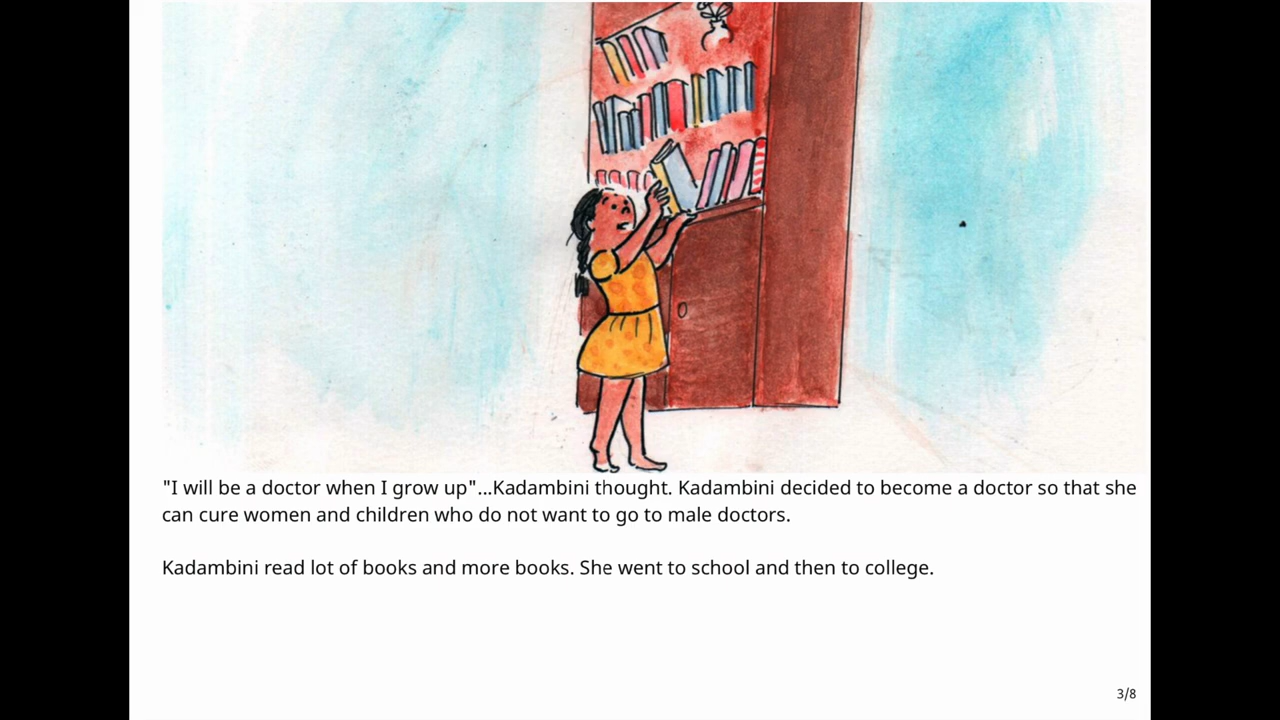 "I will be a doctor when I grow up"...Kadambini thought. Kadambini decided to become a doctor so that she
can cure women and children who do not want to go to male doctors.
Kadambini read lot of books and more books. She went to school and then to college.
3/8